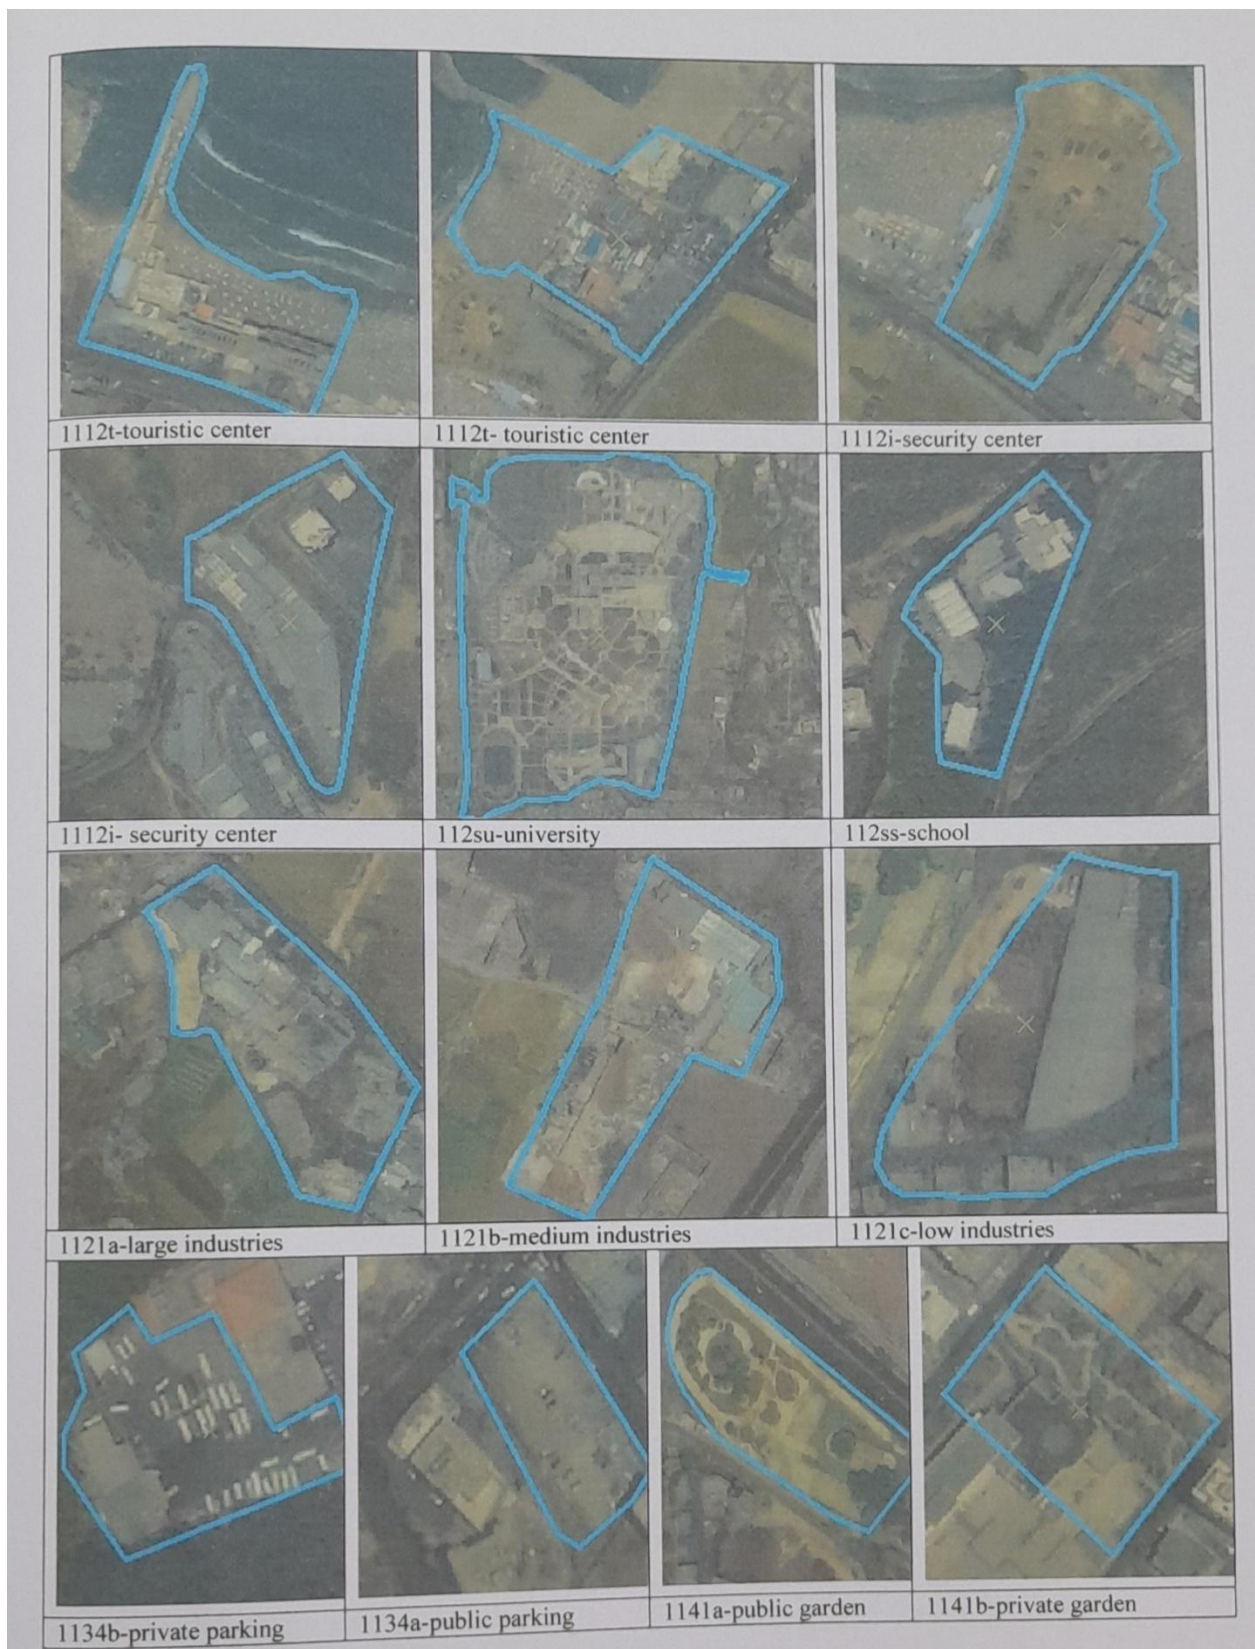 1112t-touristic center
1112t- touristic center
1112i-security center
1112i- security center
112su-university
112ss-school
1121a-large industries
1121b-medium industries
1121c-low industries
1134b-private parking
1134a-public parking
1141a-public garden
1141b-private garden